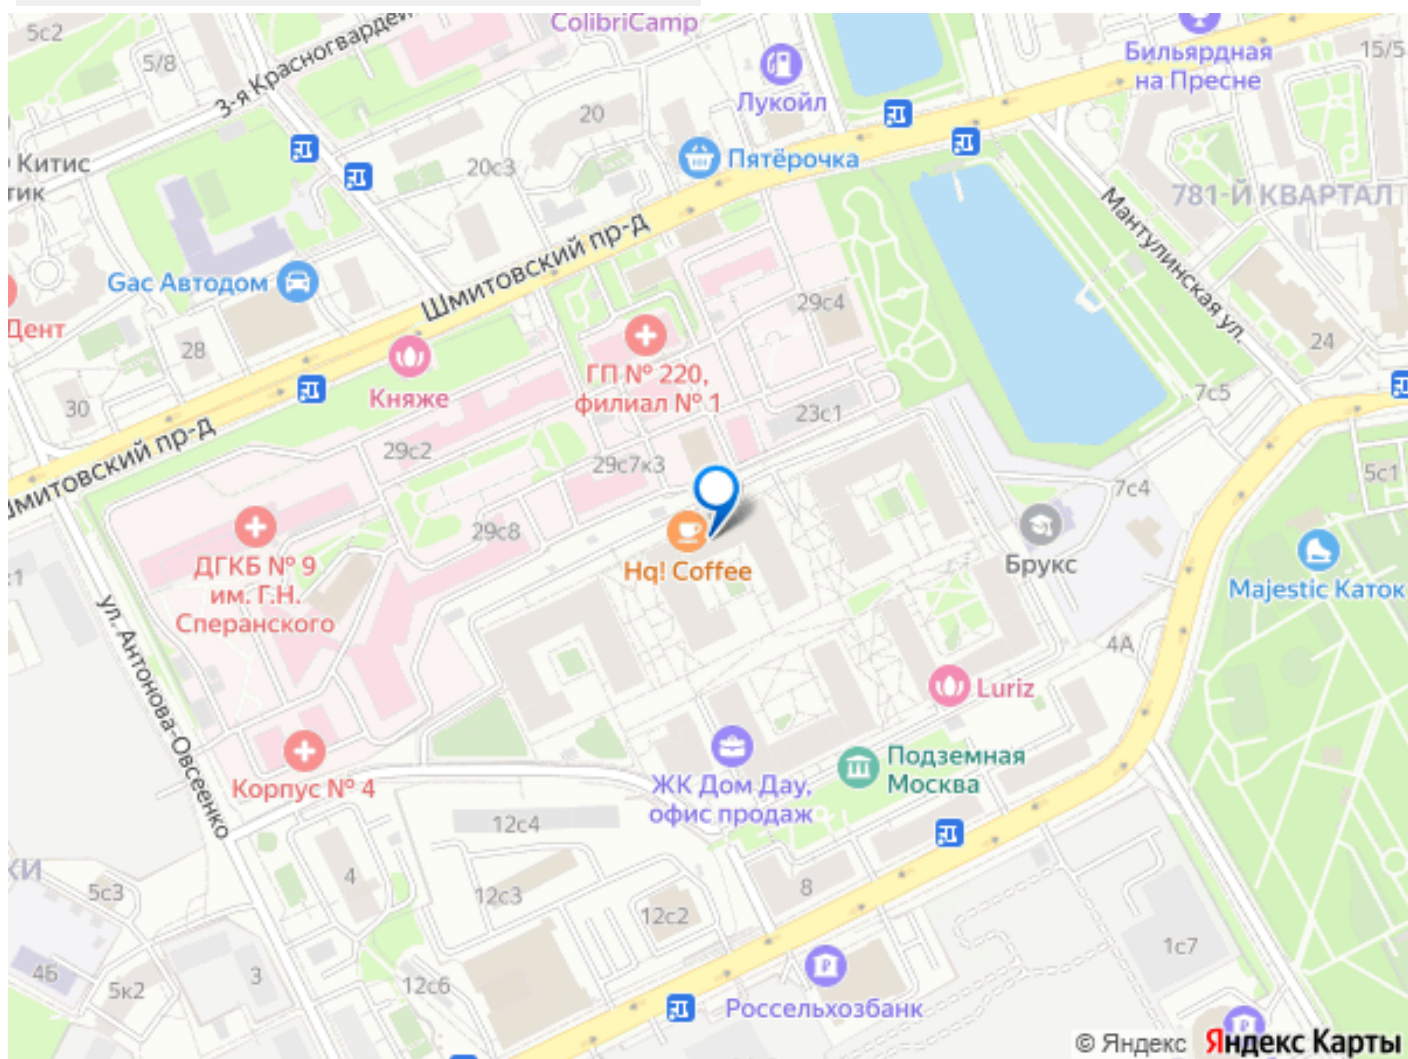 5с2
ColibriCamp
5/8
3-я Красногвардей
Лукойл
Бильярдная
на Пресне
15/5
20
20с3
Пятёрочка
Китис
тик
781-Й КВАРТАЛ
Мантулинская ул.
Gac Автодом
Шмитовский пр-д
29с4
Дент
28
ГП № 220,
филиал № 1
24
Княже
30
7с5
23с1
Шмитовский пр-д
29с2
29с7к3
5с1
7с4
29с8
ДГКБ № 9
им. Г.Н.
Сперанского
Hq! Coffee
Брукс
Majestic Каток
ул. Антонова-Овсеенко
4А
Luriz
Корпус № 4
ЖК Дом Дау,
офис продаж
Подземная
Москва
12с4
КИ
5с3
4
12с3
8
12с2
1с7
4Б
5к2
3
12с6
Россельхозбанк
© Яндекс Яндекс Карты